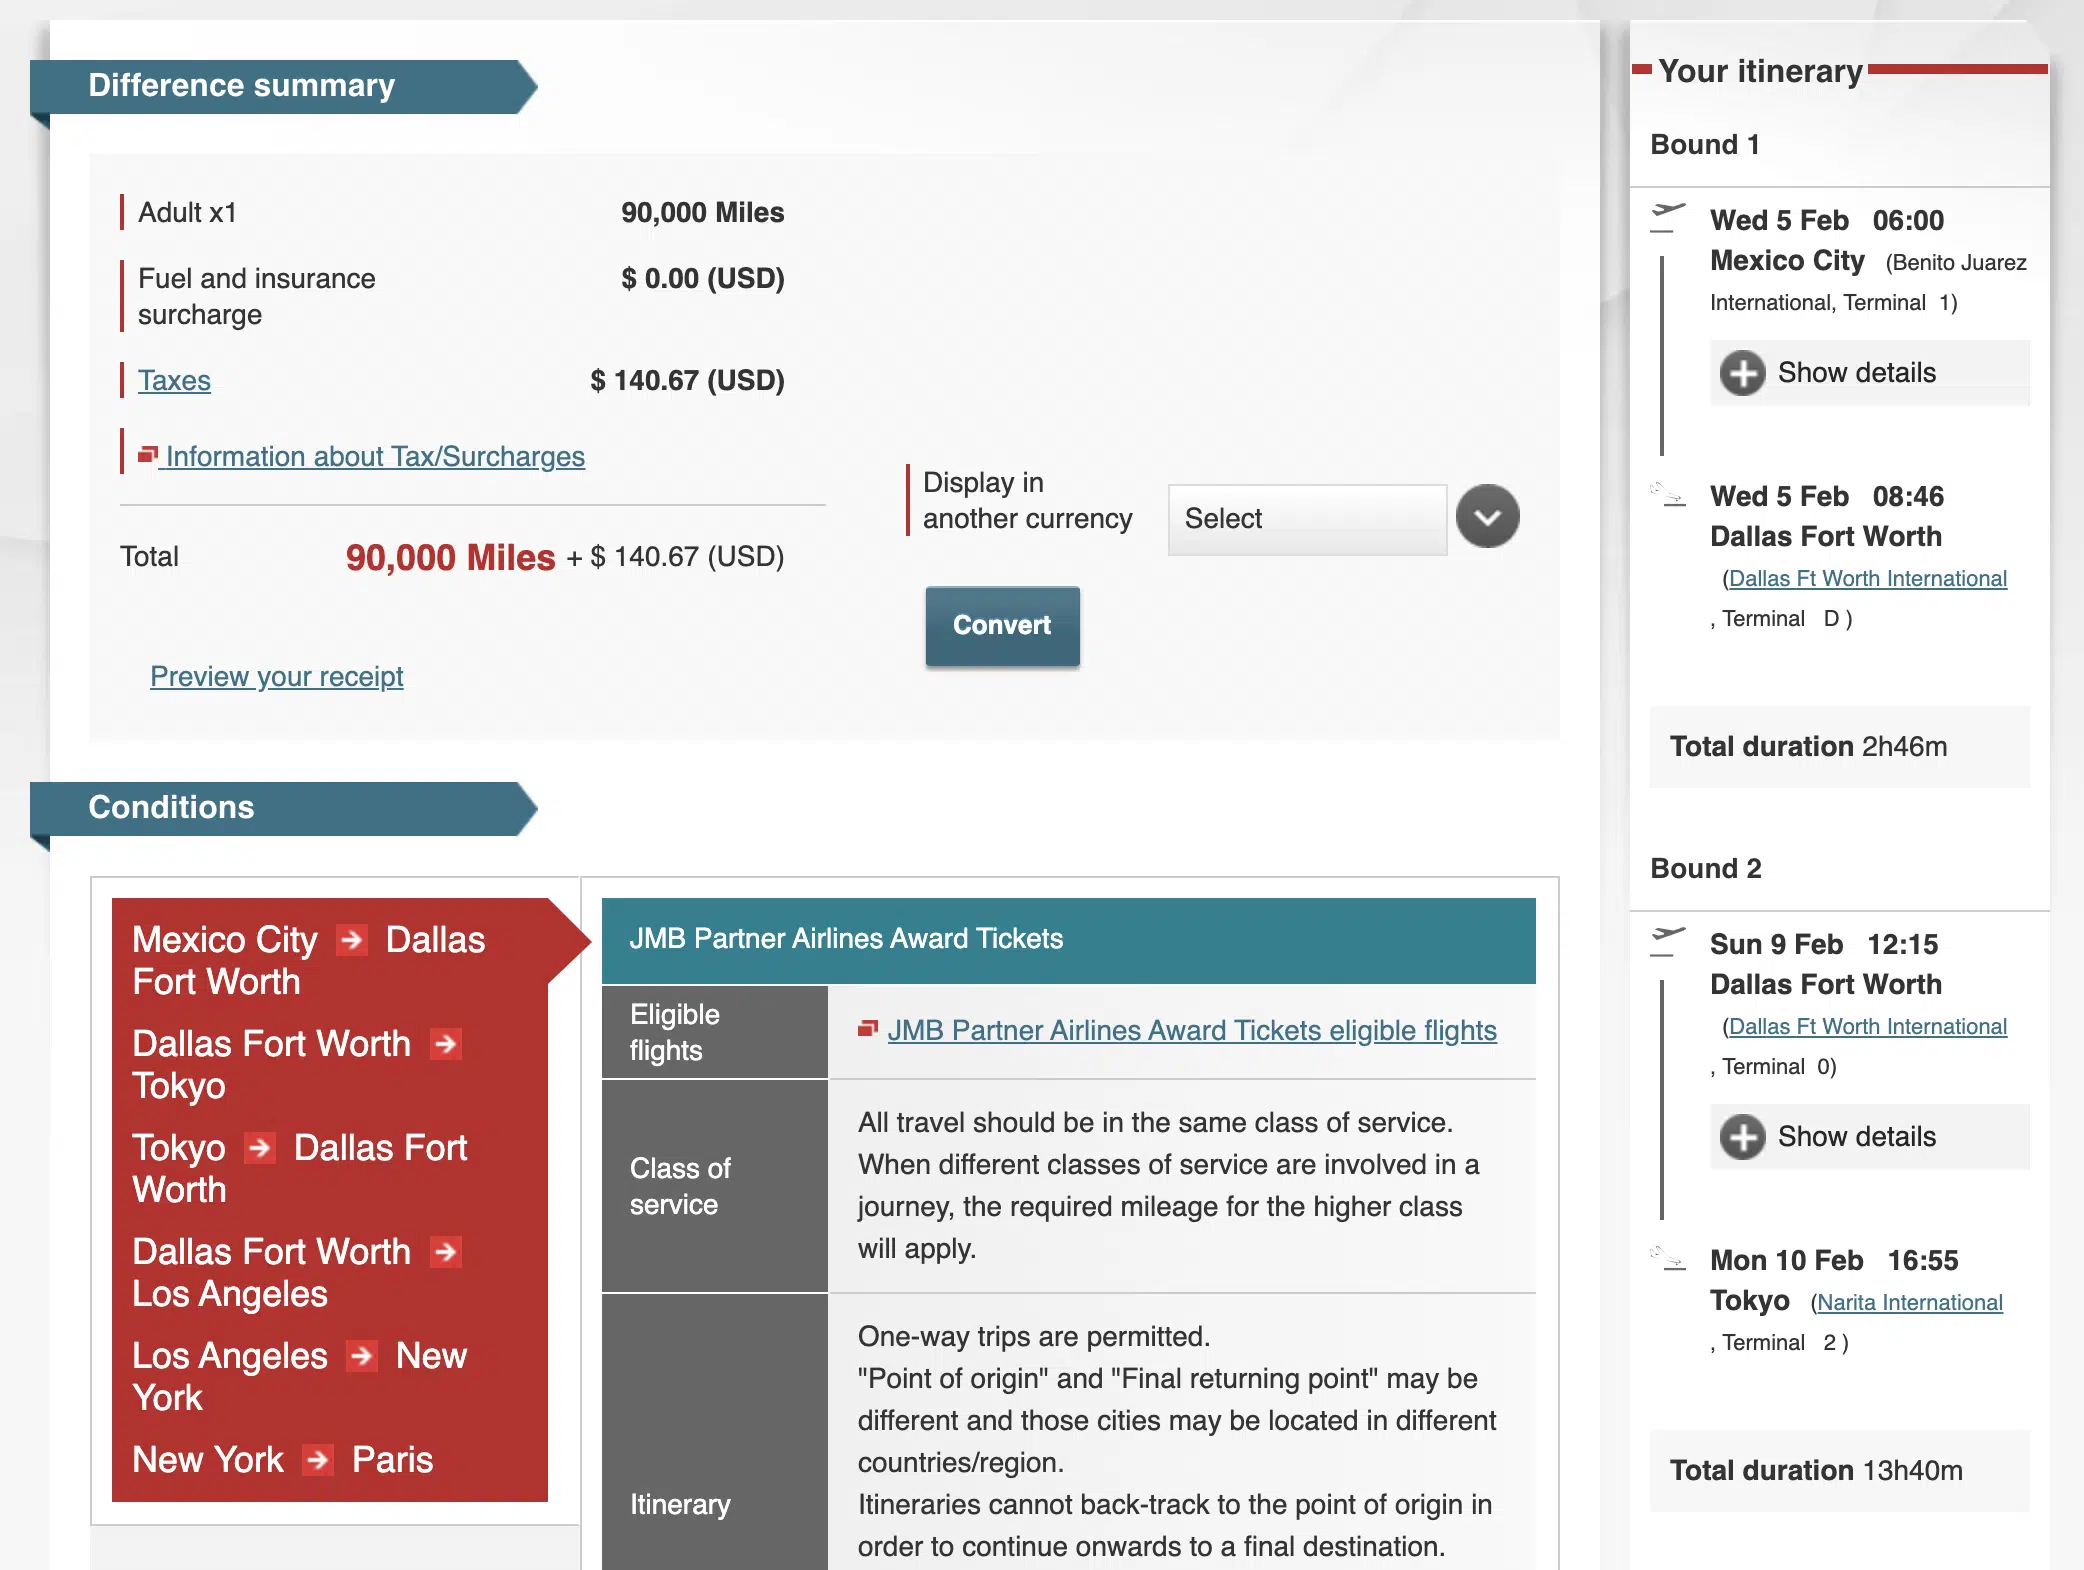 Difference summary
Adult x1 90,000 Miles
Fuel and insurance $ 0.00 (USD)
surcharge
Taxes $ 140.67 (USD)
Information about Tax/Surcharges
Total 90,000 Miles + $ 140.67 (USD)
Display in
another currency
Select
Convert
Preview your receipt
Conditions
Mexico City Dallas
Fort Worth
Dallas Fort Worth
Tokyo
Tokyo Dallas Fort
Worth
Dallas Fort Worth
Los Angeles
Los Angeles New
York
New York Paris
JMB Partner Airlines Award Tickets
Eligible
flights
JMB Partner Airlines Award Tickets eligible flights
Class of
service
All travel should be in the same class of service.
When different classes of service are involved in a
journey, the required mileage for the higher class
will apply.
Itinerary
One-way trips are permitted.
"Point of origin" and "Final returning point" may be
different and those cities may be located in different
countries/region.
Itineraries cannot back-track to the point of origin in
order to continue onwards to a final destination.
Your itinerary
Bound 1
Wed 5 Feb 06:00
Mexico City (Benito Juarez
International, Terminal 1)
Show details
Wed 5 Feb 08:46
Dallas Fort Worth
(Dallas Ft Worth International
, Terminal D )
Total duration 2h46m
Bound 2
Sun 9 Feb 12:15
Dallas Fort Worth
(Dallas Ft Worth International
, Terminal 0)
Show details
Mon 10 Feb 16:55
Tokyo (Narita International
, Terminal 2 )
Total duration 13h40m